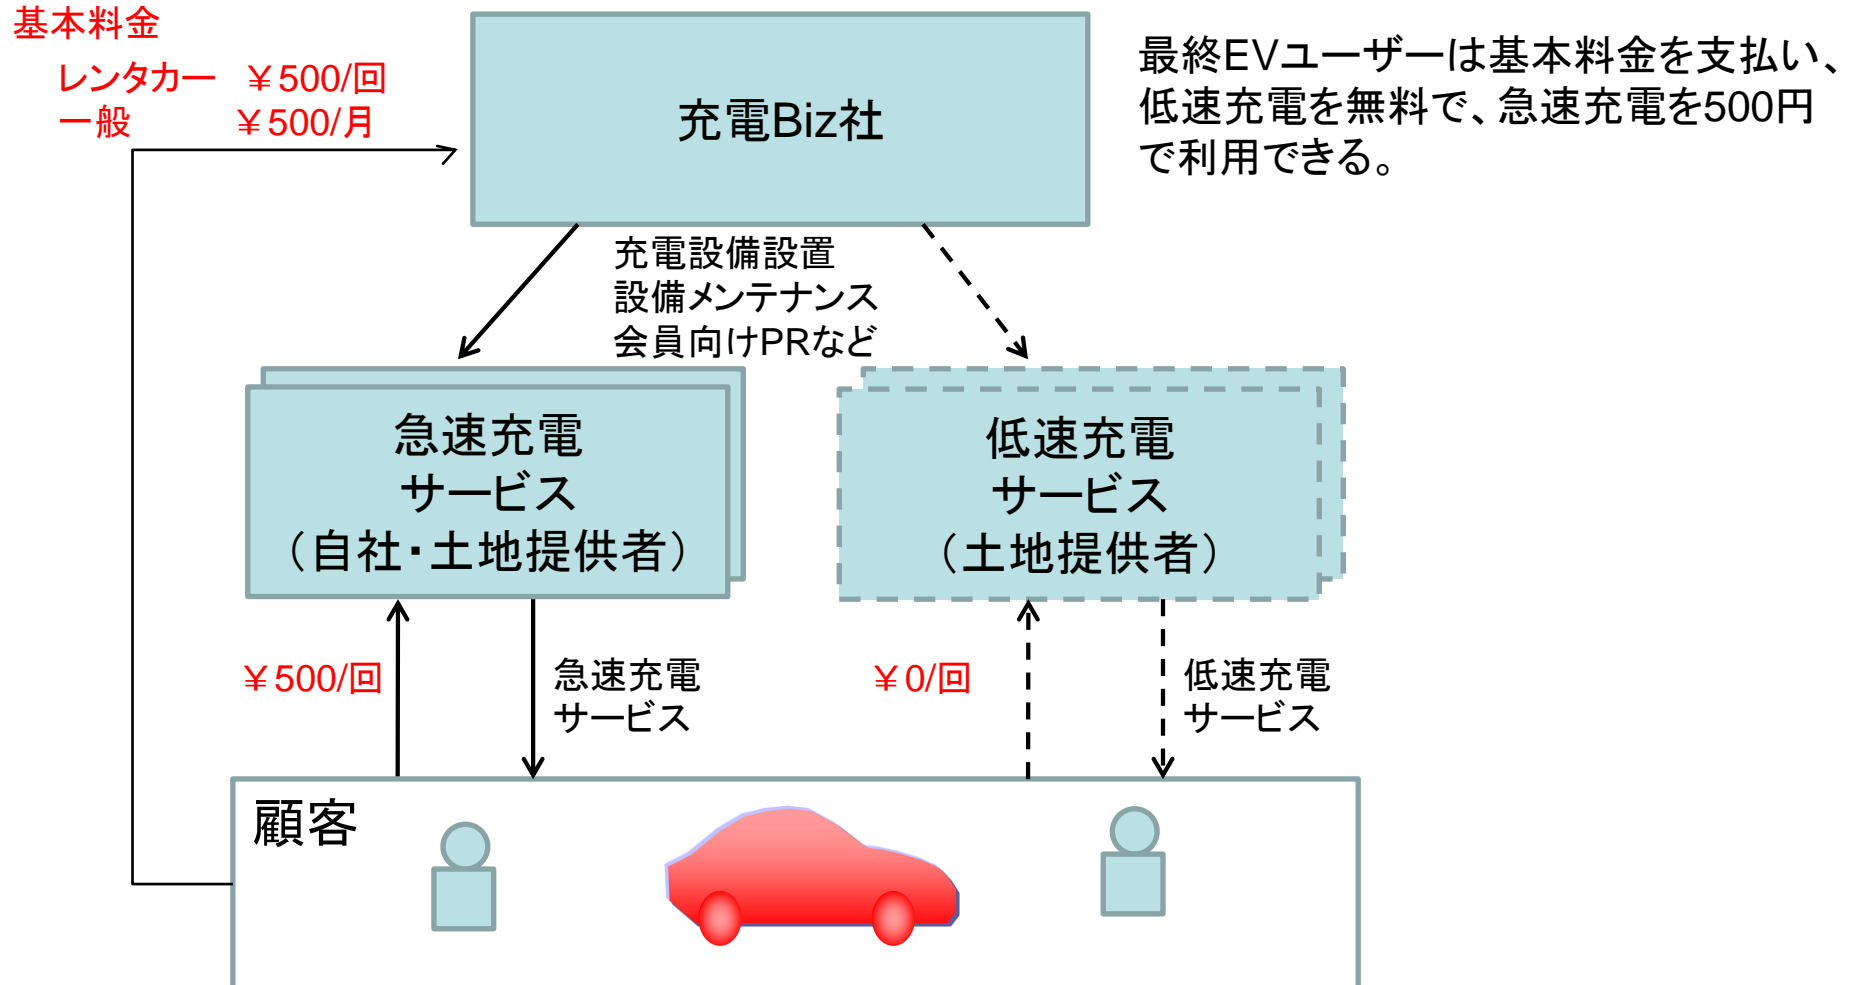 基本料金
レンタカー ￥500/回
一般 ￥500/月
充電Biz社
最終EVユーザーは基本料金を支払い、
低速充電を無料で、急速充電を500円
で利用できる。
充電設備設置
設備メンテナンス
会員向けPRなど
急速充電
サービス
（自社・土地提供者）
低速充電
サービス
（土地提供者）
￥500/回
急速充電
サービス
￥0/回
低速充電
サービス
顧客